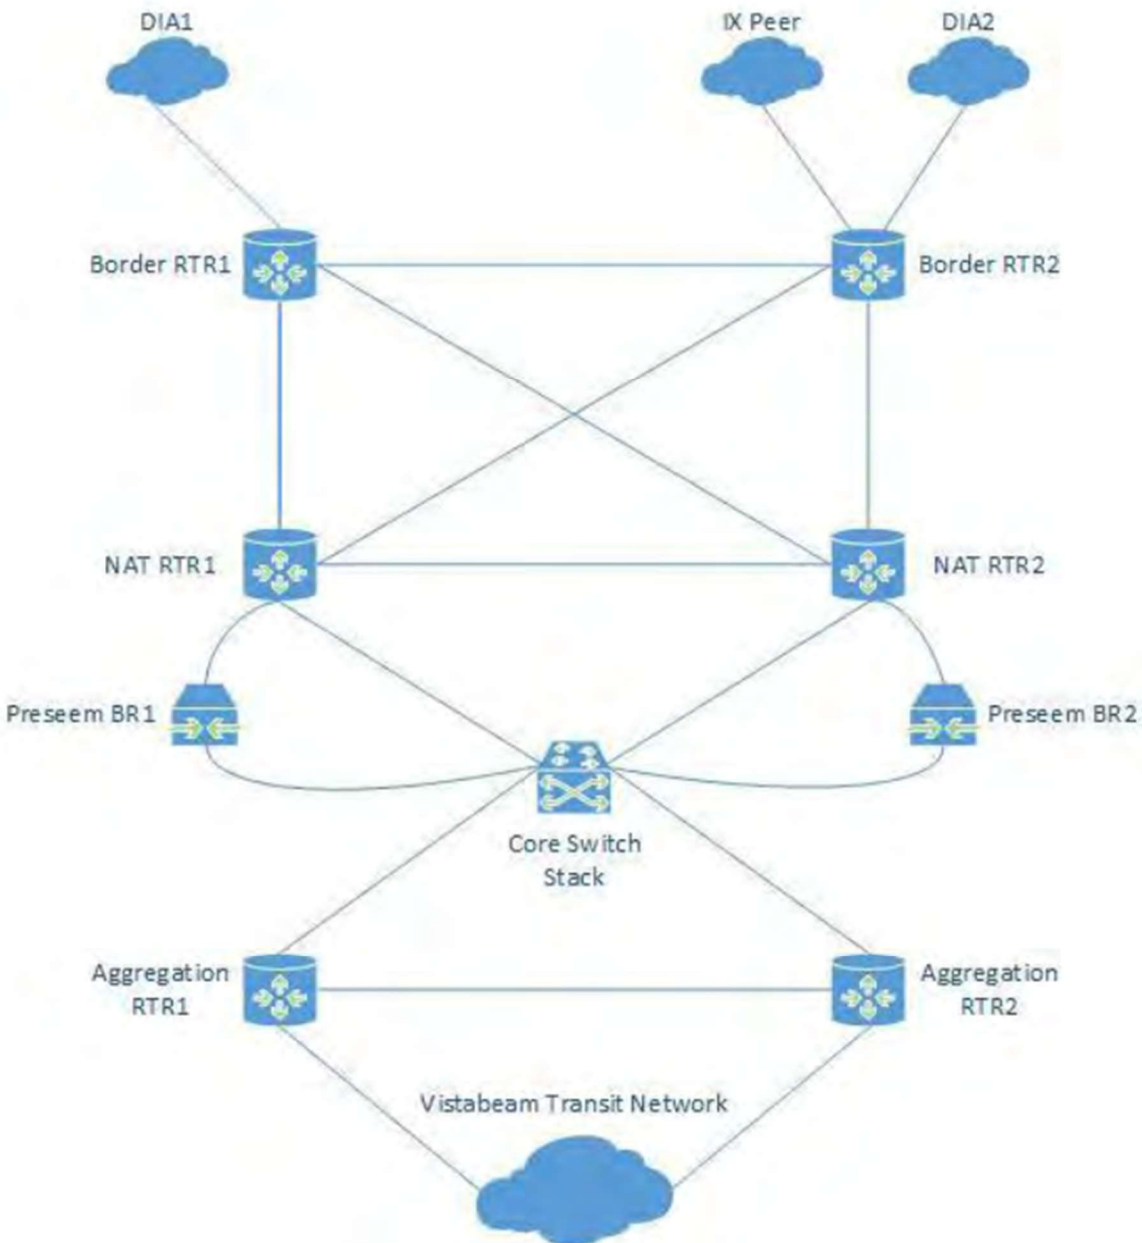 DIA1
IX Peer
DIA2
Border RTR1
Border RTR2
NAT RTR1
NAT RTR2
Preseem BR1
Preseem BR2
Core Switch
Stack
Aggregation
RTR1
Aggregation
RTR2
Vistabeam Transit Network